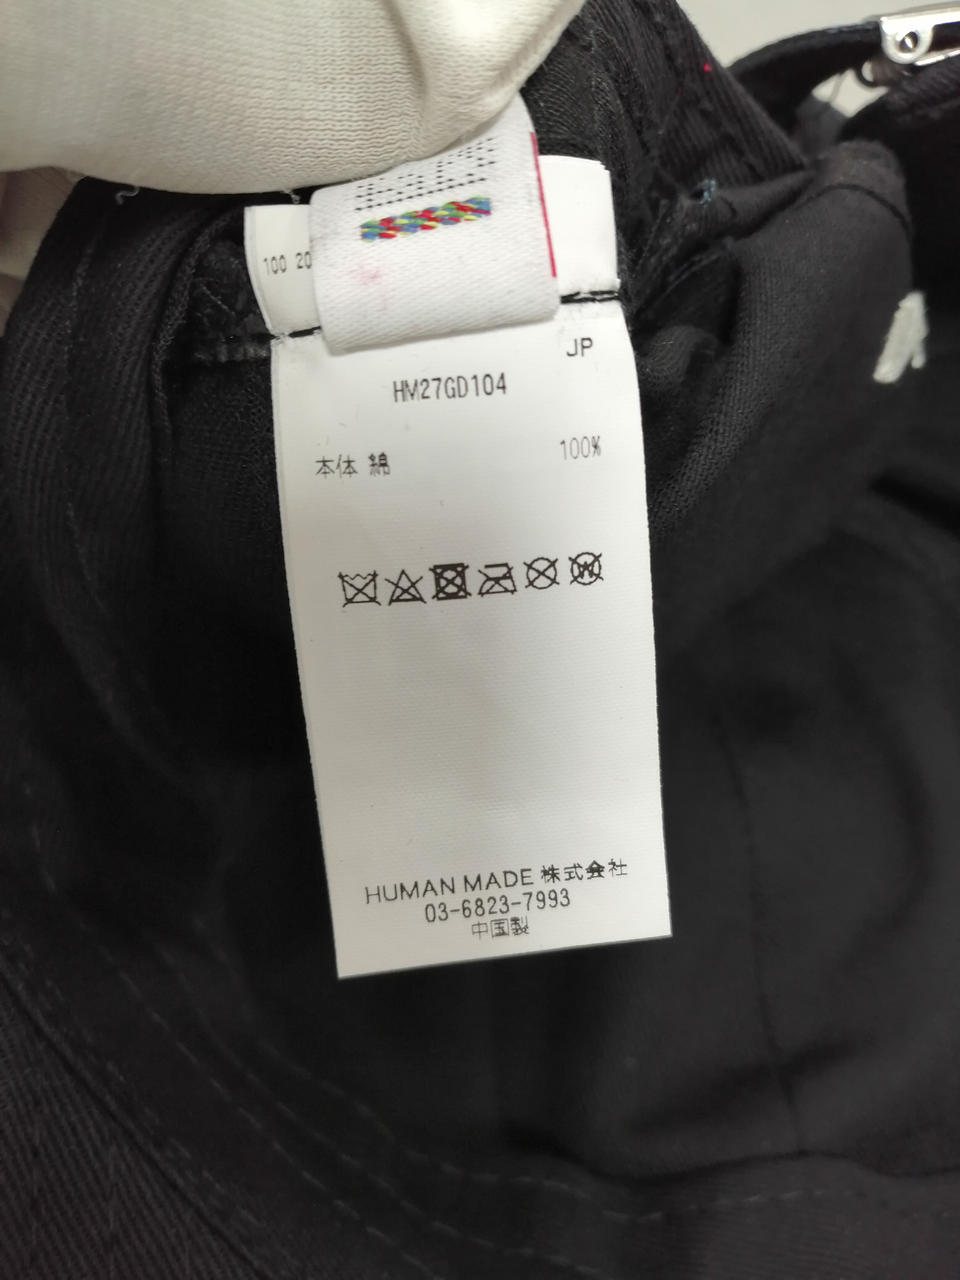 100 20
JP
HM27GD104
本体 綿 100%
HUMAN MADE 株式会社
03-6823-7993
中国製